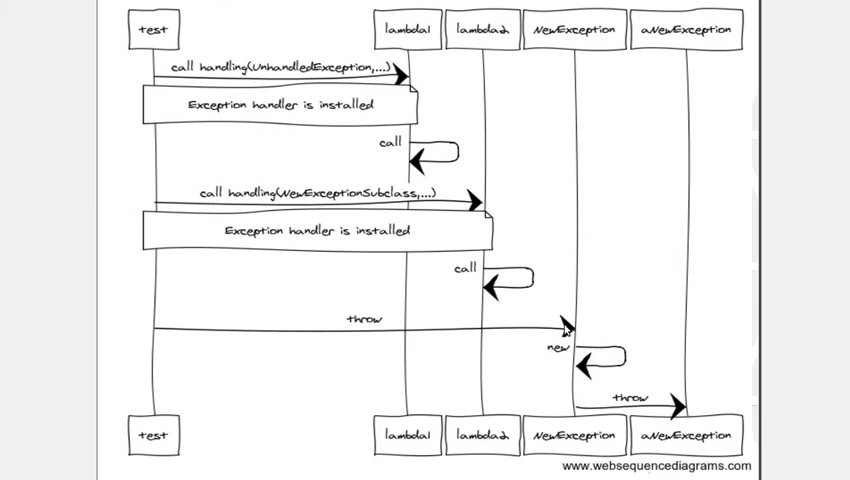 test
lambda1
lambda2
NewException
aNewException
call handling(UnhandledException,...)
Exception handler is installed
call
call handling(NewExceptionSubclass,...)
Exception handler is installed
call
throw
new
throw
test
lambda1
lambda2
NewException
aNewException
www.websequencediagrams.com